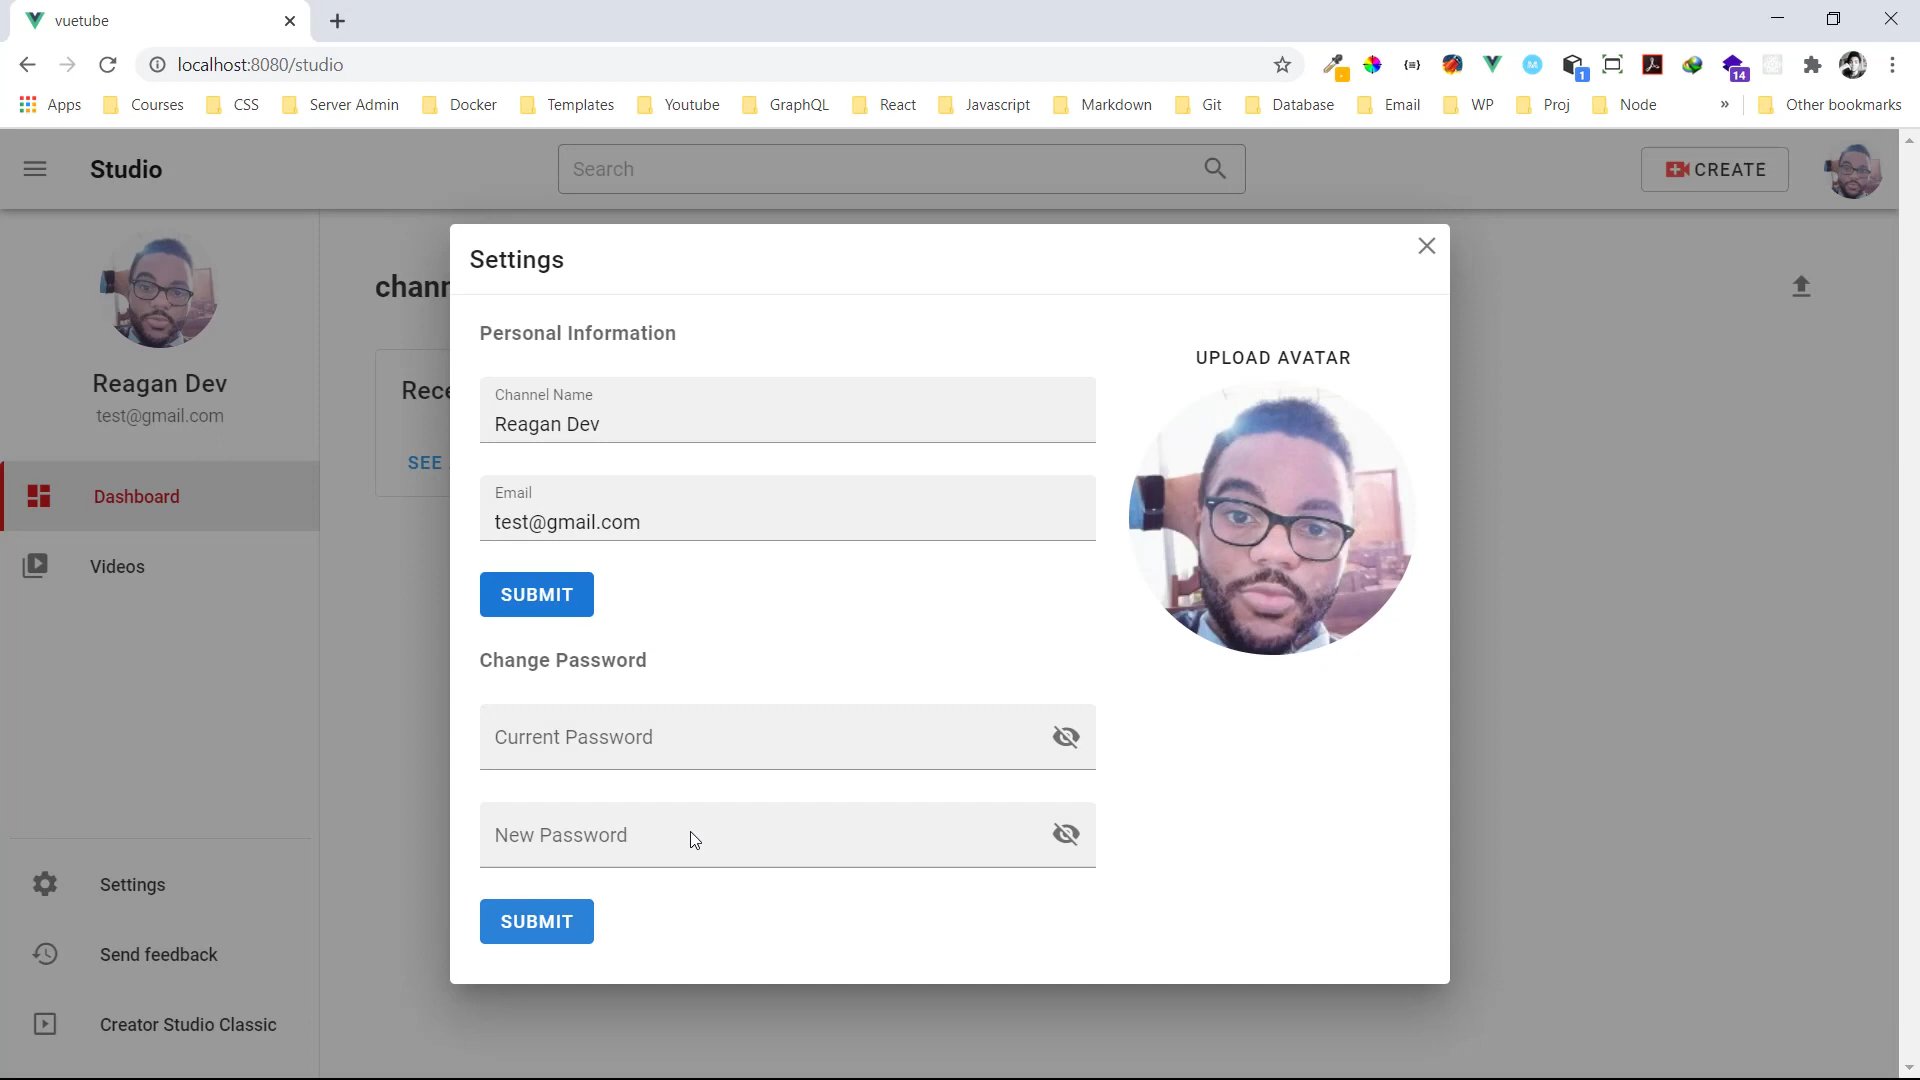 vuetube
localhost:8080/studio
1
14
Apps Courses CSS Server Admin Docker Templates Youtube GraphQL React Javascript Markdown Git Database Email WP Proj Node » Other bookmarks
Studio
Search
CREATE
Reagan Dev
test@gmail.com
Dashboard
Videos
Settings
Send feedback
Creator Studio Classic
chann
Rece
SEE
Settings
Personal Information
Channel Name
Reagan Dev
Email
test@gmail.com
SUBMIT
Change Password
Current Password
New Password
SUBMIT
UPLOAD AVATAR